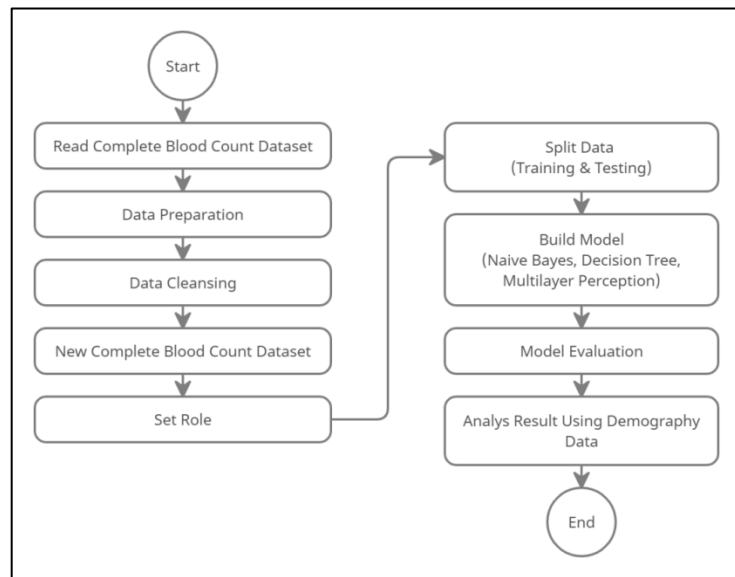 Start
Read Complete Blood Count Dataset
Data Preparation
Data Cleansing
New Complete Blood Count Dataset
Set Role
Split Data
(Training & Testing)
Build Model
(Naive Bayes, Decision Tree,
Multilayer Perception)
Model Evaluation
Analys Result Using Demography
Data
End